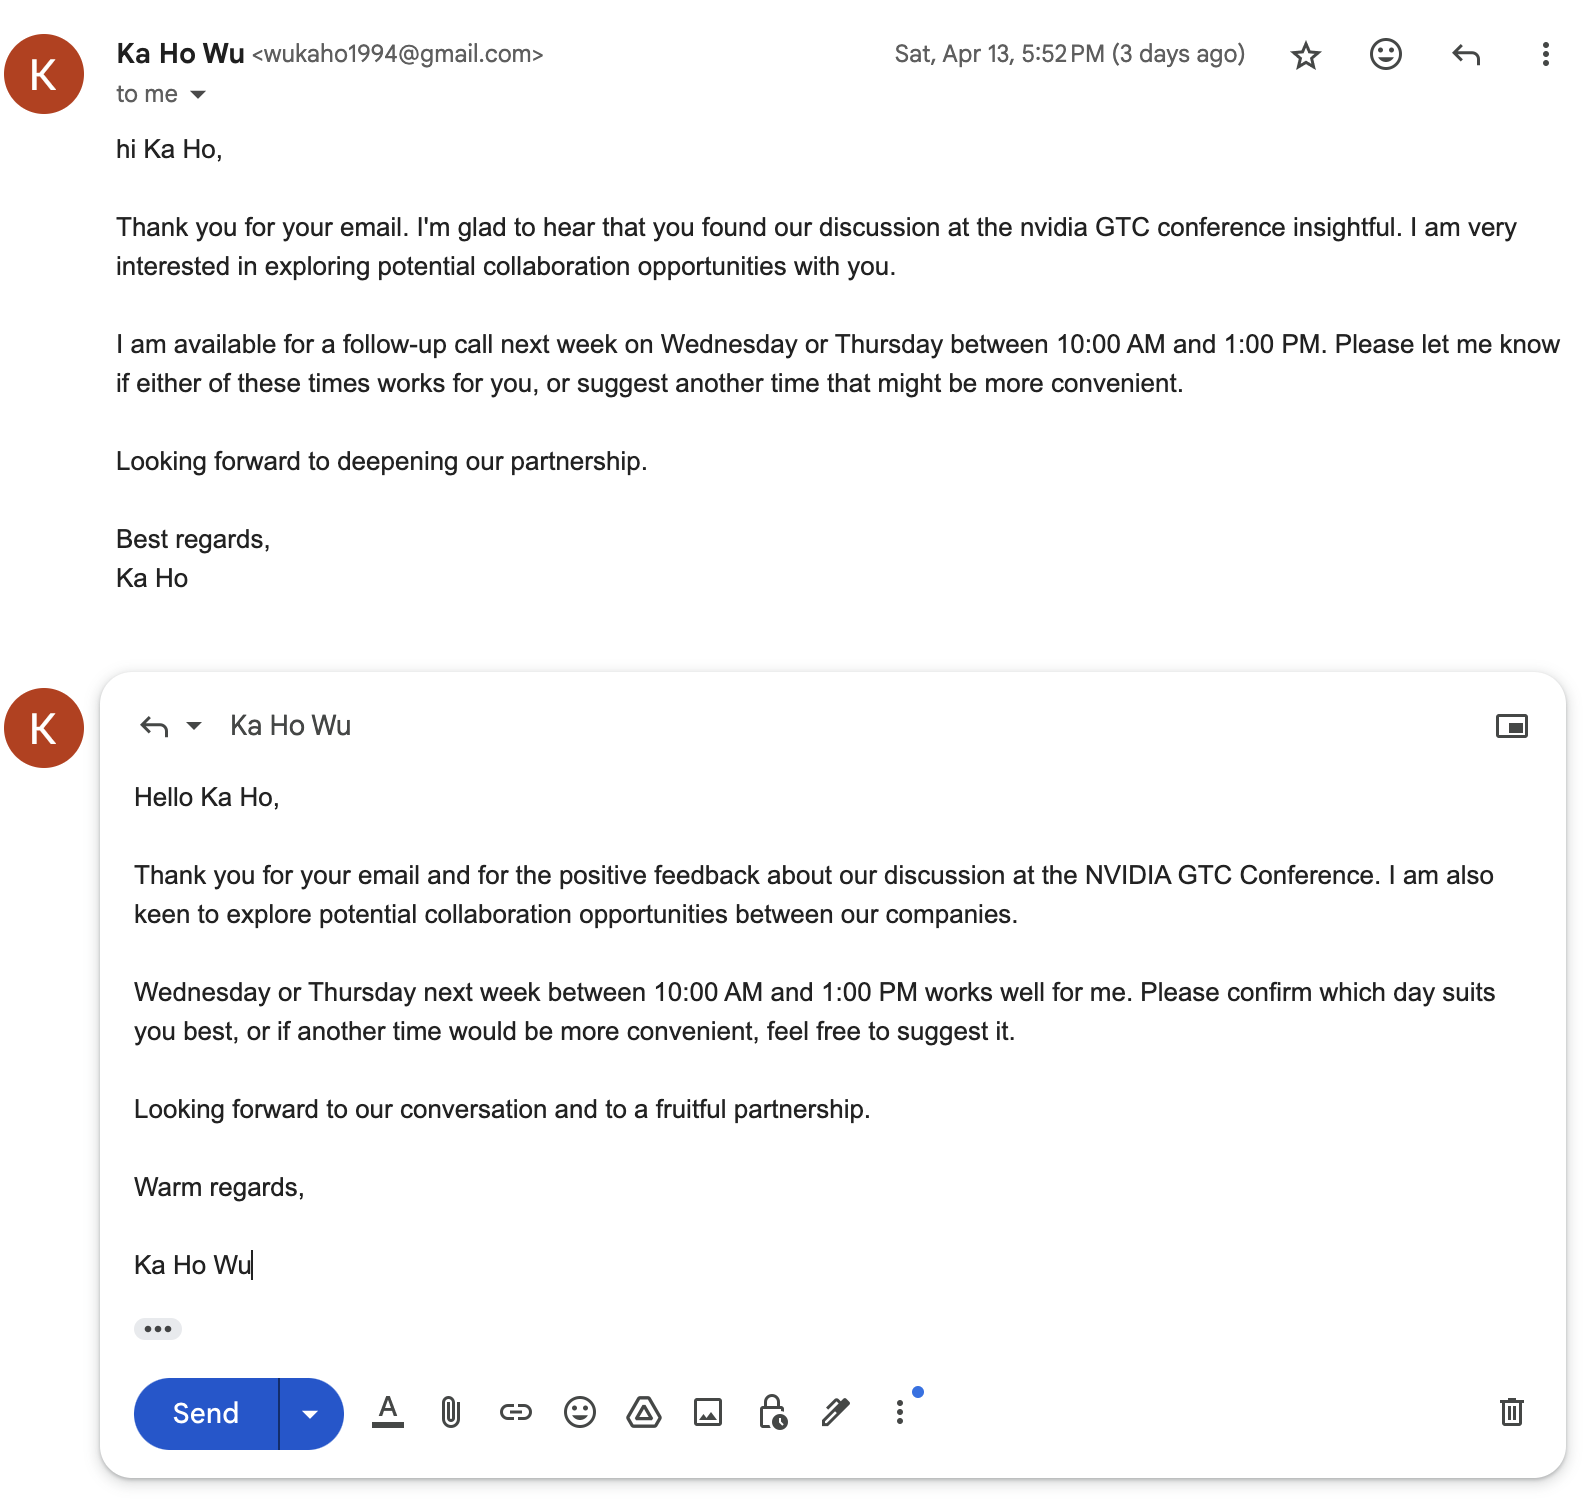 K
Ka Ho Wu <wukaho1994@gmail.com>
Sat, Apr 13, 5:52 PM (3 days ago)
to me
hi Ka Ho,
Thank you for your email. I'm glad to hear that you found our discussion at the nvidia GTC conference insightful. I am very
interested in exploring potential collaboration opportunities with you.
I am available for a follow-up call next week on Wednesday or Thursday between 10:00 AM and 1:00 PM. Please let me know
if either of these times works for you, or suggest another time that might be more convenient.
Looking forward to deepening our partnership.
Best regards,
Ka Ho
K
Ka Ho Wu
Hello Ka Ho,
Thank you for your email and for the positive feedback about our discussion at the NVIDIA GTC Conference. I am also
keen to explore potential collaboration opportunities between our companies.
Wednesday or Thursday next week between 10:00 AM and 1:00 PM works well for me. Please confirm which day suits
you best, or if another time would be more convenient, feel free to suggest it.
Looking forward to our conversation and to a fruitful partnership.
Warm regards,
Ka Ho Wu
Send
A